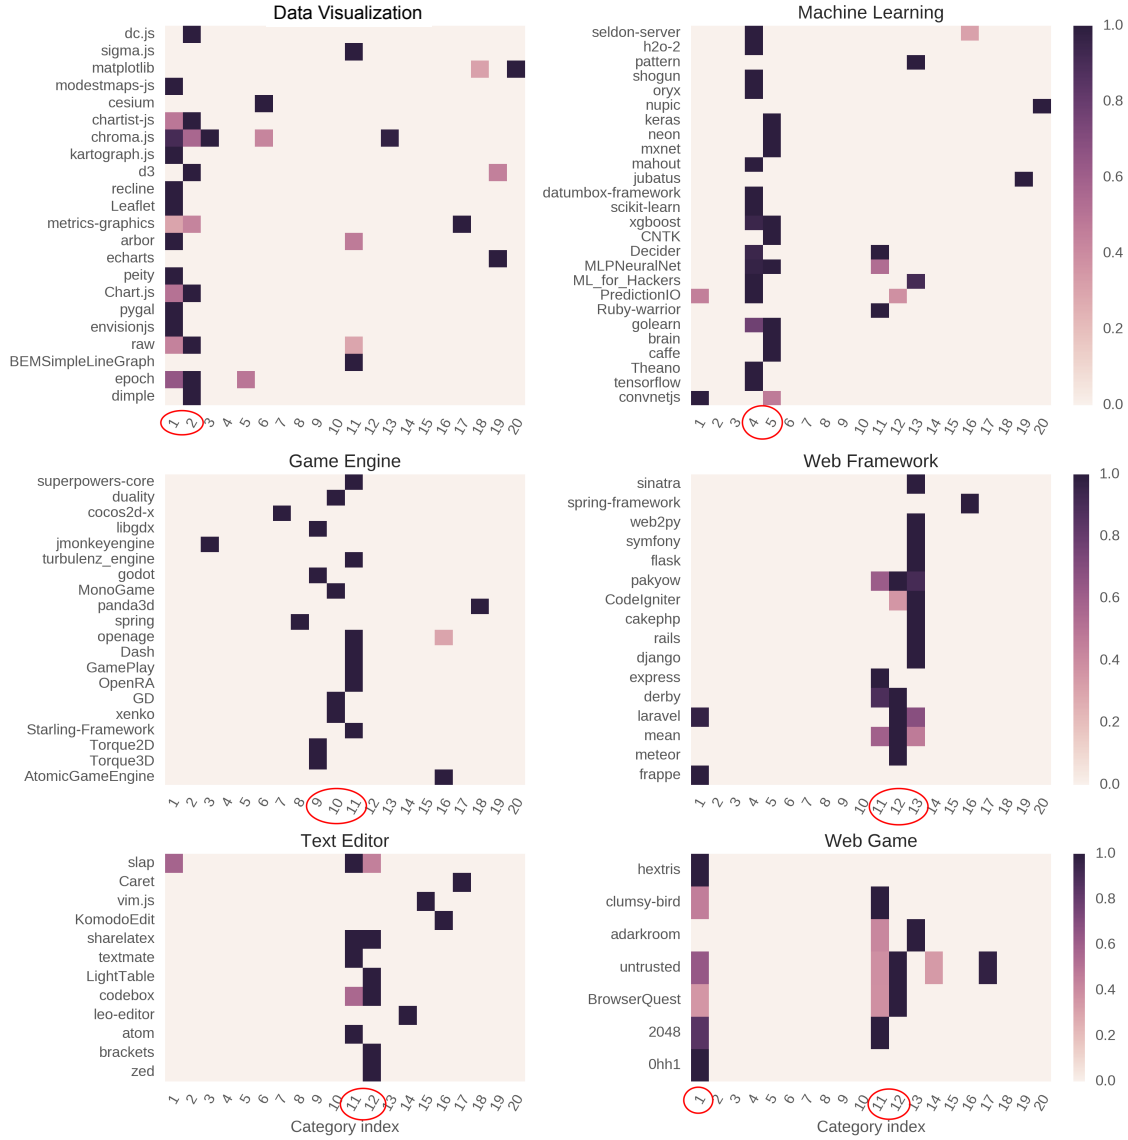 Data Visualization
dc.js
sigma.js
matplotlib
modestmaps-js
cesium
chartist-js
chroma.js
kartograph.js
d3
recline
Leaflet
metrics-graphics
arbor
echarts
peity
Chart.js
pygal
envisionjs
raw
BEMSimpleLineGraph
epoch
dimple
1 2 3 4 5 6 7 8 9 10 11 12 13 14 15 16 17 18 19 20
Machine Learning
seldon-server
h2o-2
pattern
shogun
oryx
nupic
keras
neon
mxnet
mahout
jubatus
datumbox-framework
scikit-learn
xgboost
CNTK
Decider
MLPNeuralNet
ML_for_Hackers
PredictionIO
Ruby-warrior
golearn
brain
caffe
Theano
tensorflow
convnetjs
1 2 3 4 5 6 7 8 9 10 11 12 13 14 15 16 17 18 19 20
1.0
0.8
0.6
0.4
0.2
0.0
Game Engine
superpowers-core
duality
cocos2d-x
libgdx
jmonkeyengine
turbulenz_engine
godot
MonoGame
panda3d
spring
openage
Dash
GamePlay
OpenRA
GD
xenko
Starling-Framework
Torque2D
Torque3D
AtomicGameEngine
1 2 3 4 5 6 7 8 9 10 11 12 13 14 15 16 17 18 19 20
Web Framework
sinatra
spring-framework
web2py
symfony
flask
pakyow
CodeIgniter
cakephp
rails
django
express
derby
laravel
mean
meteor
frappe
1 2 3 4 5 6 7 8 9 10 11 12 13 14 15 16 17 18 19 20
1.0
0.8
0.6
0.4
0.2
0.0
Text Editor
slap
Caret
vim.js
KomodoEdit
sharelatex
textmate
LightTable
codebox
leo-editor
atom
brackets
zed
1 2 3 4 5 6 7 8 9 10 11 12 13 14 15 16 17 18 19 20
Category index
Web Game
hextris
clumsy-bird
adarkroom
untrusted
BrowserQuest
2048
0hh1
1 2 3 4 5 6 7 8 9 10 11 12 13 14 15 16 17 18 19 20
Category index
1.0
0.8
0.6
0.4
0.2
0.0